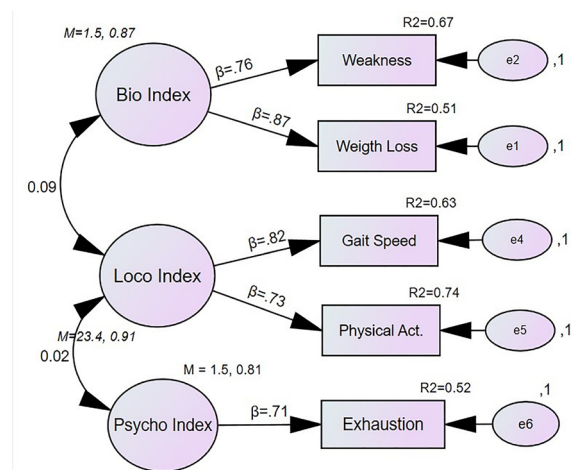 M=1.5, 0.87
R2=0.67
Bio Index
β=.76
Weakness
e2
,1
β=.87
R2=0.51
Weigth Loss
e1
,1
0.09
R2=0.63
Loco Index
β=.82
Gait Speed
e4
,1
β=.73
R2=0.74
Physical Act.
e5
,1
M=23.4, 0.91
0.02
M = 1.5, 0.81
R2=0.52
Psycho Index
β=.71
Exhaustion
e6
,1